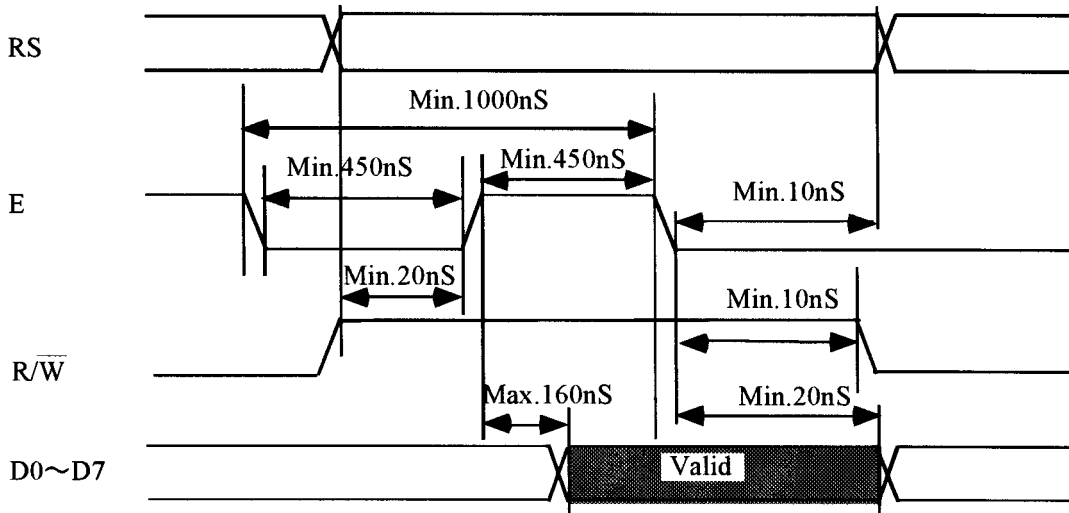 RS
Min.1000nS
Min.450nS
Min.450nS
E
Min.10nS
Min.20nS
Min.10nS
R/W̅
Max.160nS
Min.20nS
D0～D7
Valid